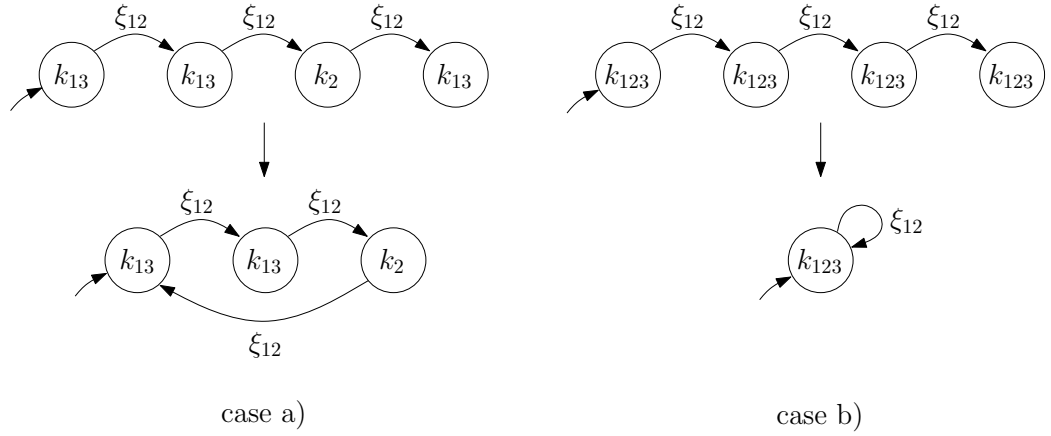 ξ₁₂ ξ₁₂ ξ₁₂
k₁₃ k₁₃ k₂ k₁₃
ξ₁₂ ξ₁₂
k₁₃ k₁₃ k₂
ξ₁₂
case a)
ξ₁₂ ξ₁₂ ξ₁₂
k₁₂₃ k₁₂₃ k₁₂₃ k₁₂₃
ξ₁₂
k₁₂₃
case b)